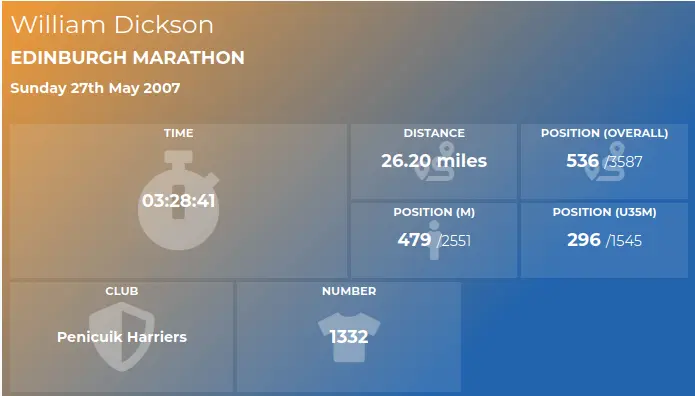 William Dickson
EDINBURGH MARATHON
Sunday 27th May 2007
TIME
03:28:41
DISTANCE
26.20 miles
POSITION (OVERALL)
536 /3587
POSITION (M)
479 /2551
POSITION (U35M)
296 /1545
CLUB
Penicuik Harriers
NUMBER
1332